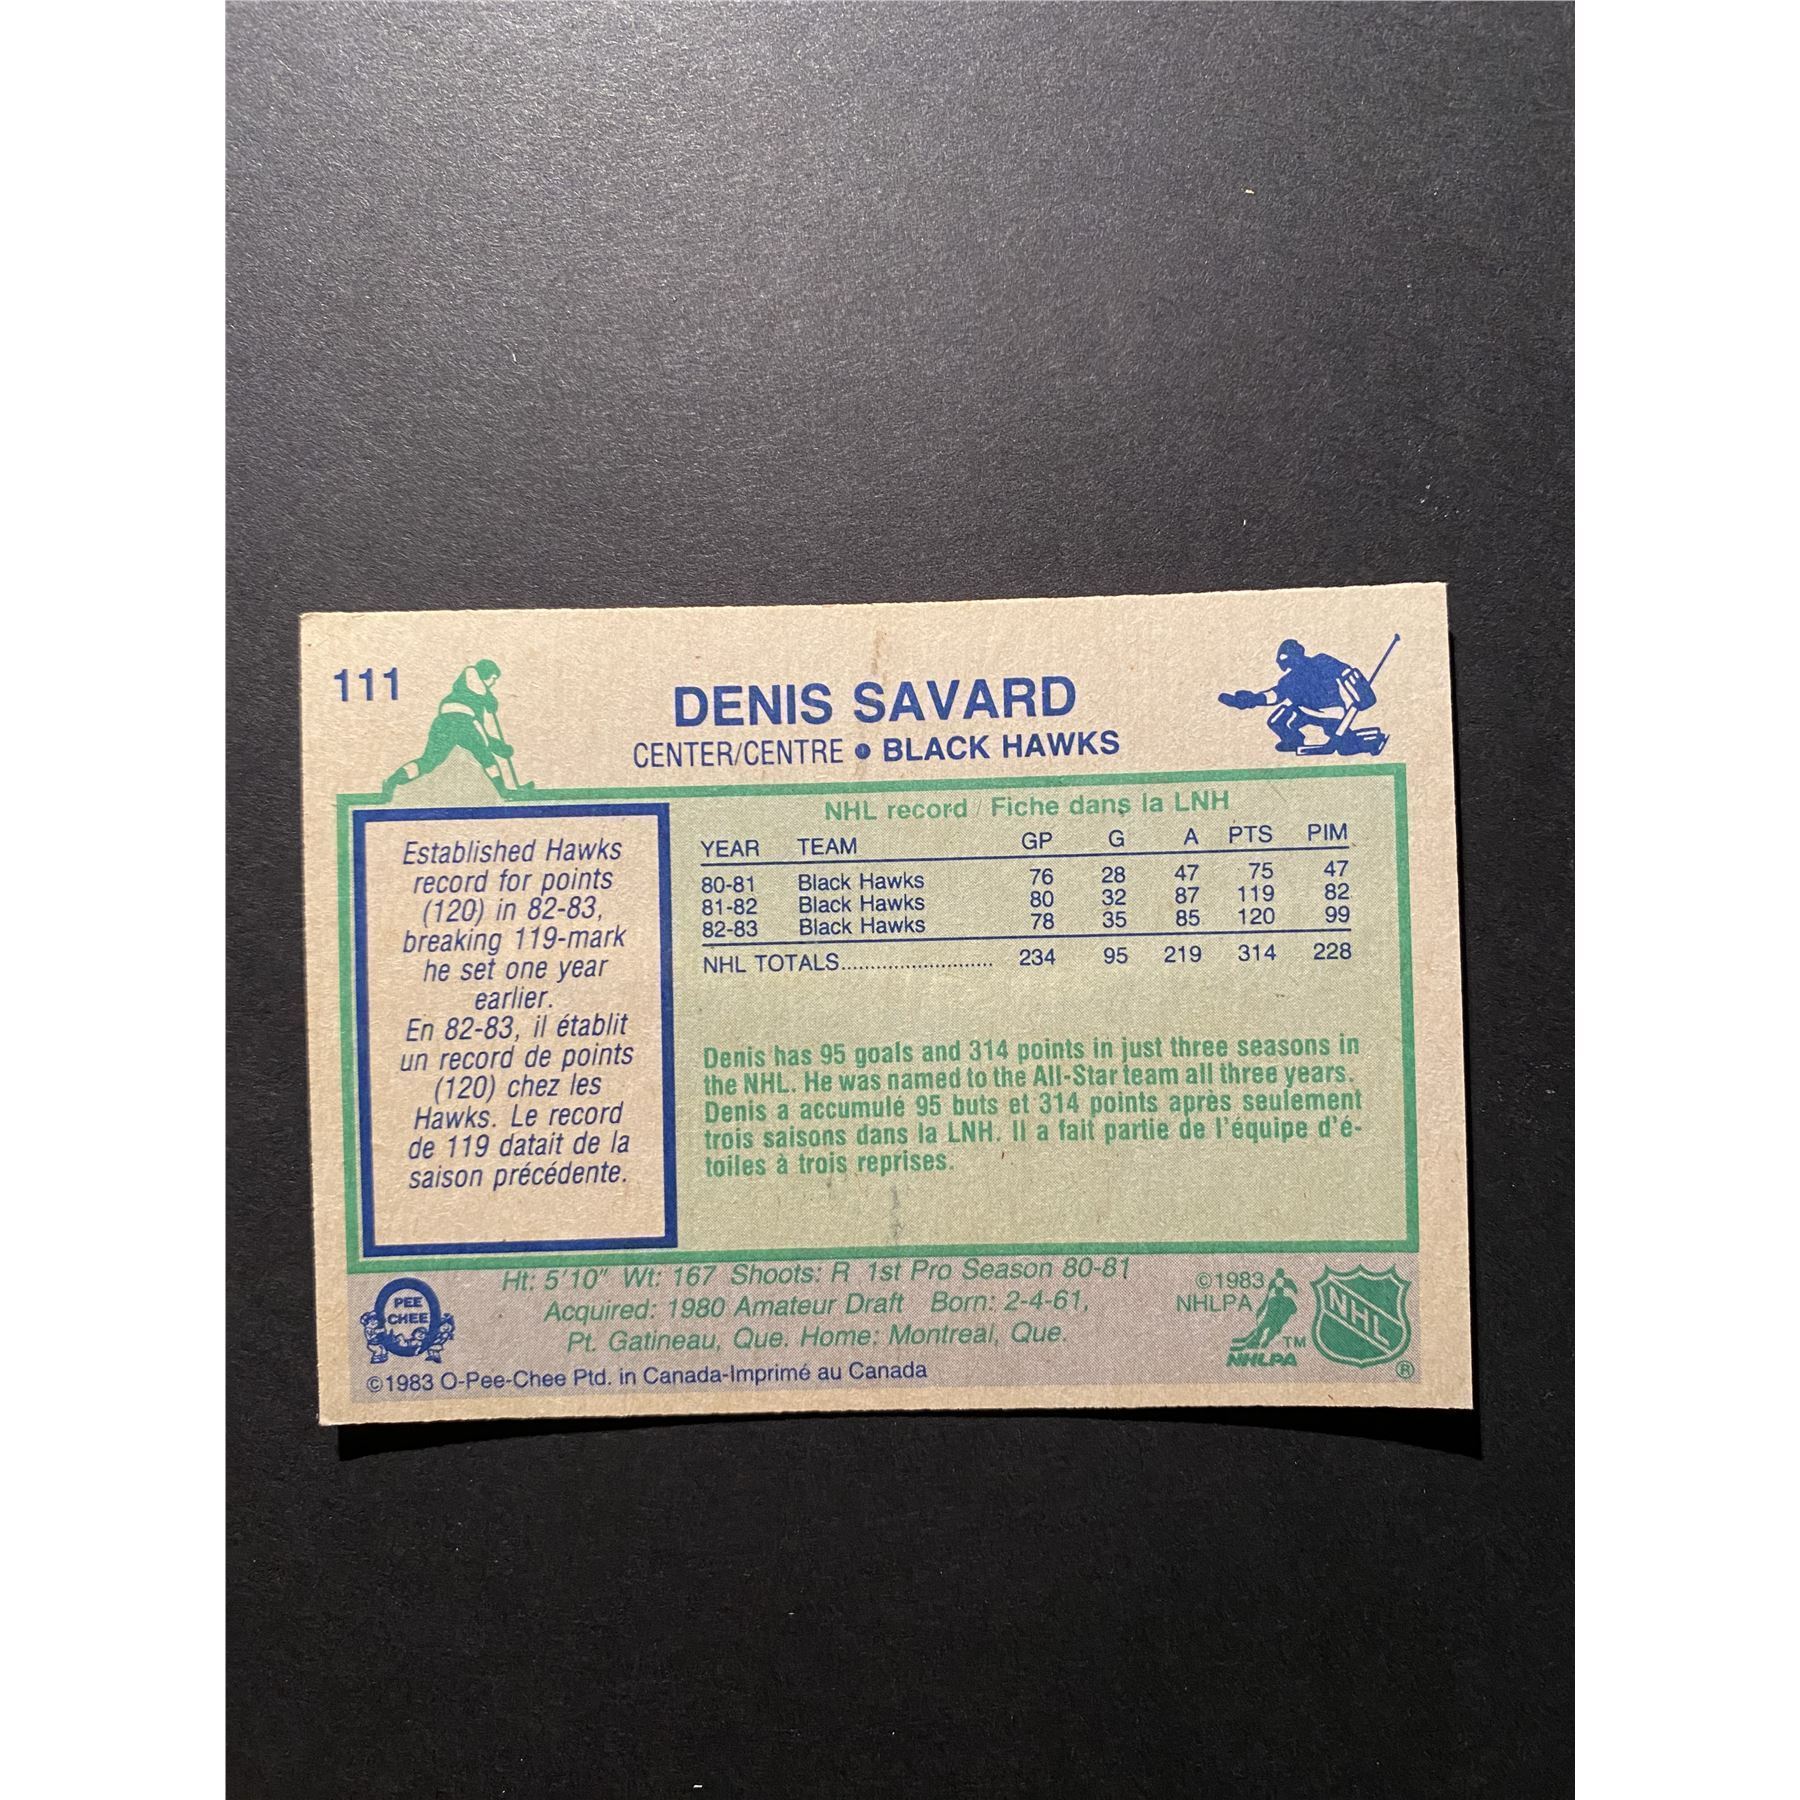 111
DENIS SAVARD
CENTER/CENTRE • BLACK HAWKS
Established Hawks
record for points
(120) in 82-83,
breaking 119-mark
he set one year
earlier.
En 82-83, il établit
un record de points
(120) chez les
Hawks. Le record
de 119 datait de la
saison précédente.
NHL record / Fiche dans la LNH
YEAR TEAM GP G A PTS PIM
80-81 Black Hawks 76 28 47 75 47
81-82 Black Hawks 80 32 87 119 82
82-83 Black Hawks 78 35 85 120 99
NHL TOTALS.......................... 234 95 219 314 228
Denis has 95 goals and 314 points in just three seasons in
the NHL. He was named to the All-Star team all three years.
Denis a accumulé 95 buts et 314 points après seulement
trois saisons dans la LNH. Il a fait partie de l'équipe d'é-
toiles à trois reprises.
Ht: 5'10" Wt: 167 Shoots: R 1st Pro Season 80-81
Acquired: 1980 Amateur Draft Born: 2-4-61,
Pt. Gatineau, Que. Home: Montreal, Que.
PEE
CHEE
©1983 O-Pee-Chee Ptd. in Canada-Imprimé au Canada
©1983
NHLPA
TM
NHLPA
NHL
®